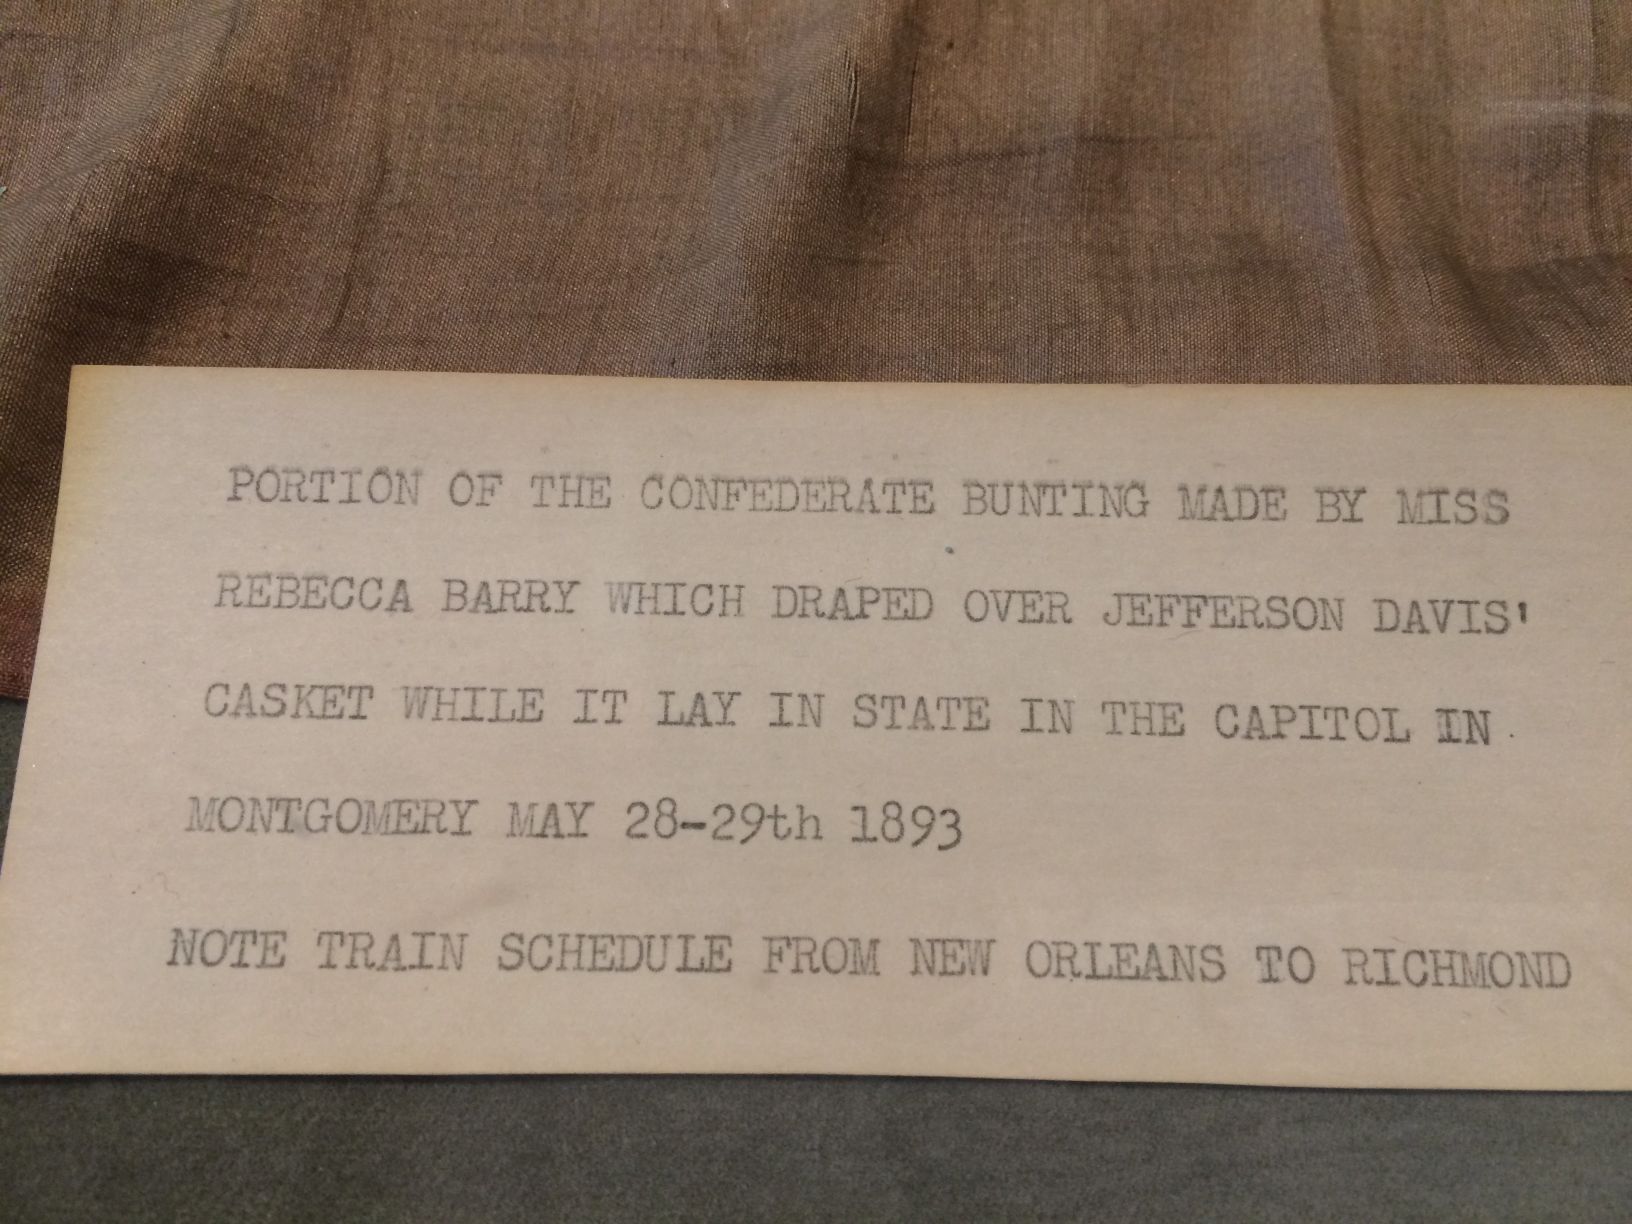 PORTION OF THE CONFEDERATE BUNTING MADE BY MISS
REBECCA BARRY WHICH DRAPED OVER JEFFERSON DAVIS'
CASKET WHILE IT LAY IN STATE IN THE CAPITOL IN
MONTGOMERY MAY 28-29th 1893
NOTE TRAIN SCHEDULE FROM NEW ORLEANS TO RICHMOND